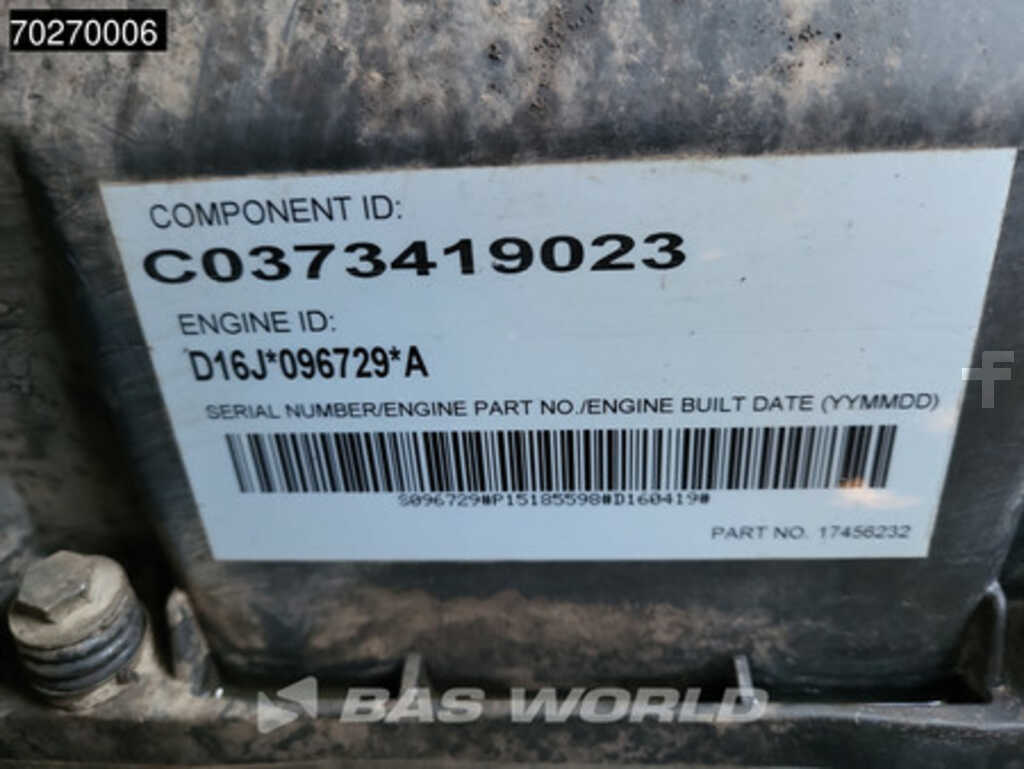 70270006
COMPONENT ID:
C0373419023
ENGINE ID:
D16J*096729*A
SERIAL NUMBER/ENGINE PART NO./ENGINE BUILT DATE (YYMMDD)
S096729#P15185598#D160419#
PART NO. 17456232
f
BAS WORLD